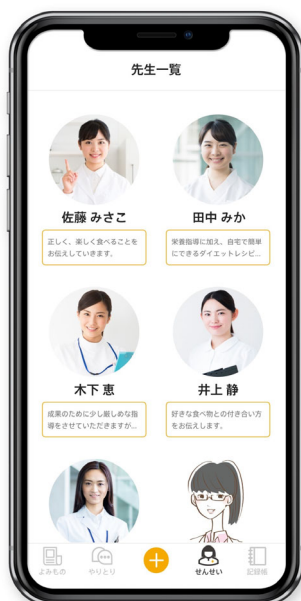 先生一覧
佐藤 みさこ
田中 みか
正しく、楽しく食べることを
お伝えしていきます。
栄養指導に加え、自宅で簡単
にできるダイエットレシピ...
木下 恵
井上 静
成果のために少し厳しめな指
導をさせていただきますが...
好きな食べ物との付き合い方
をお伝えします。
よみもの
やりとり
せんせい
記録帳